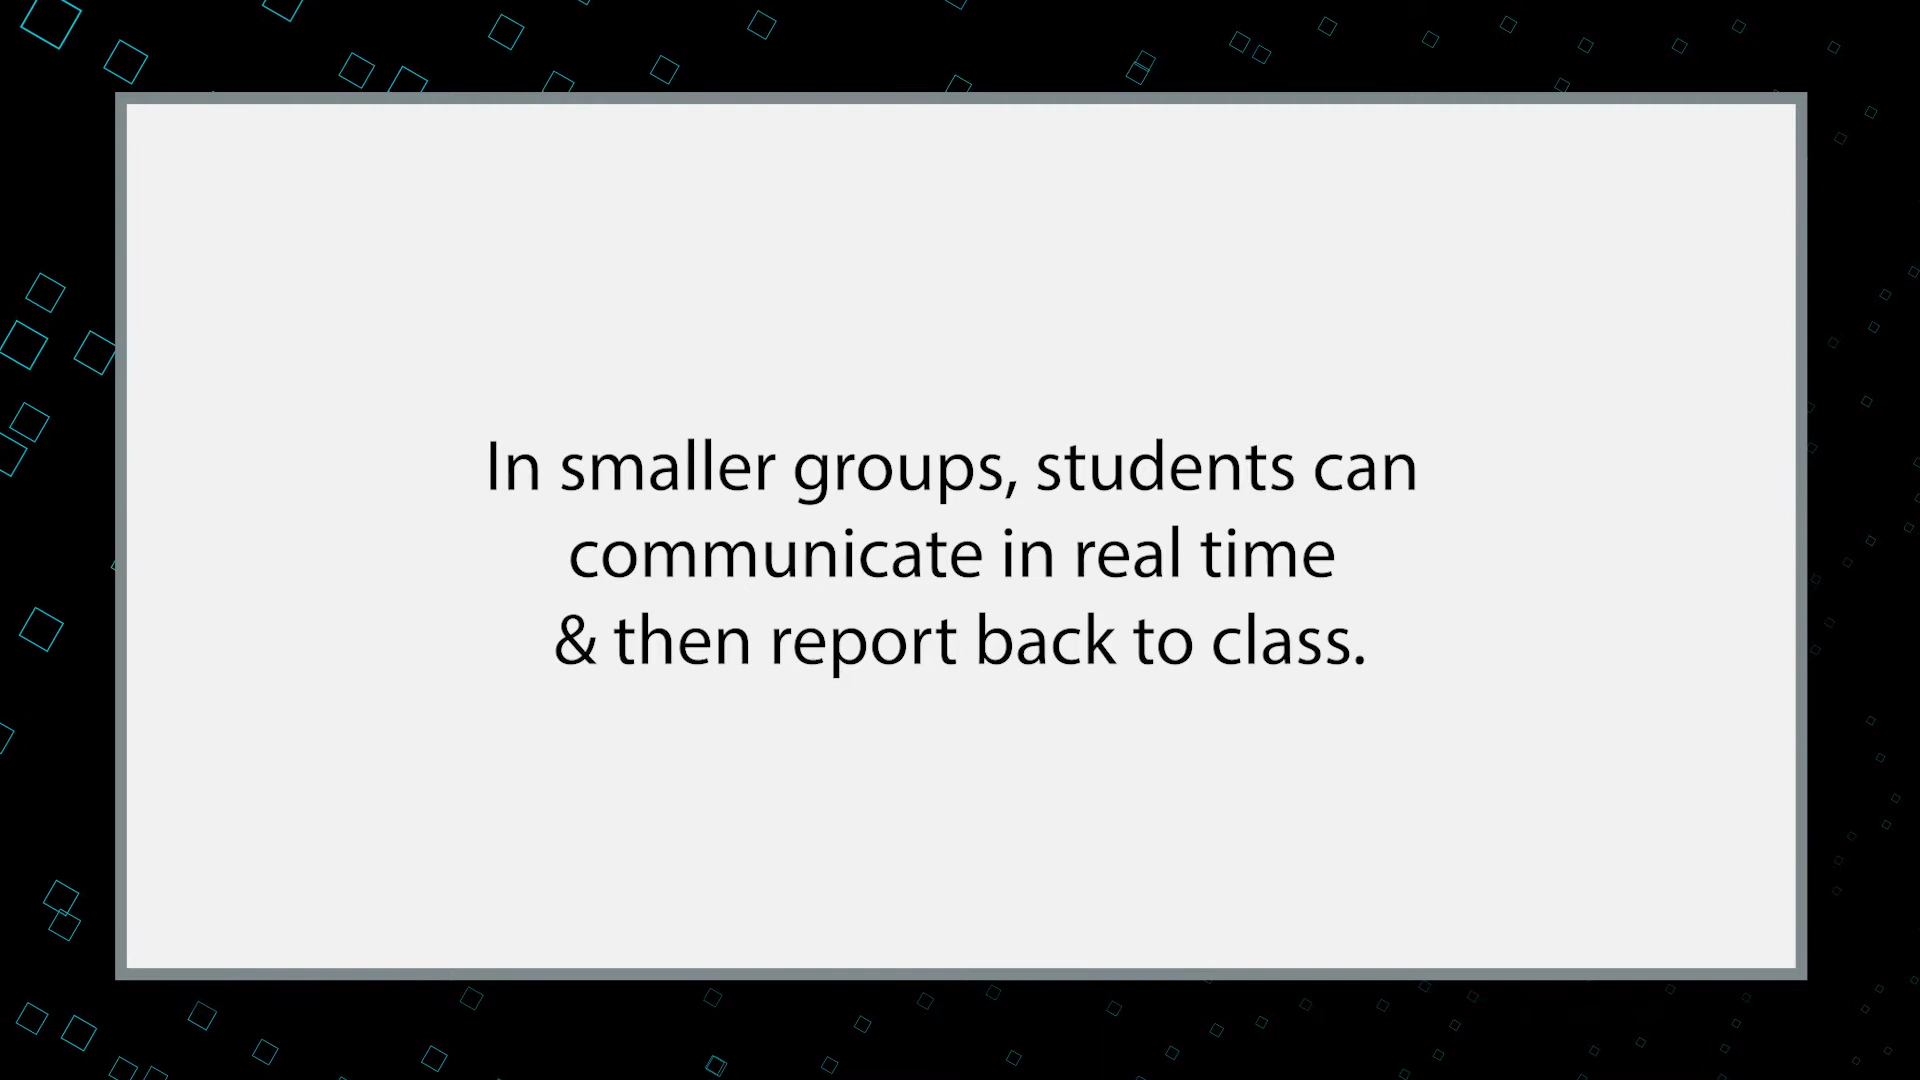 In smaller groups, students can
communicate in real time
& then report back to class.